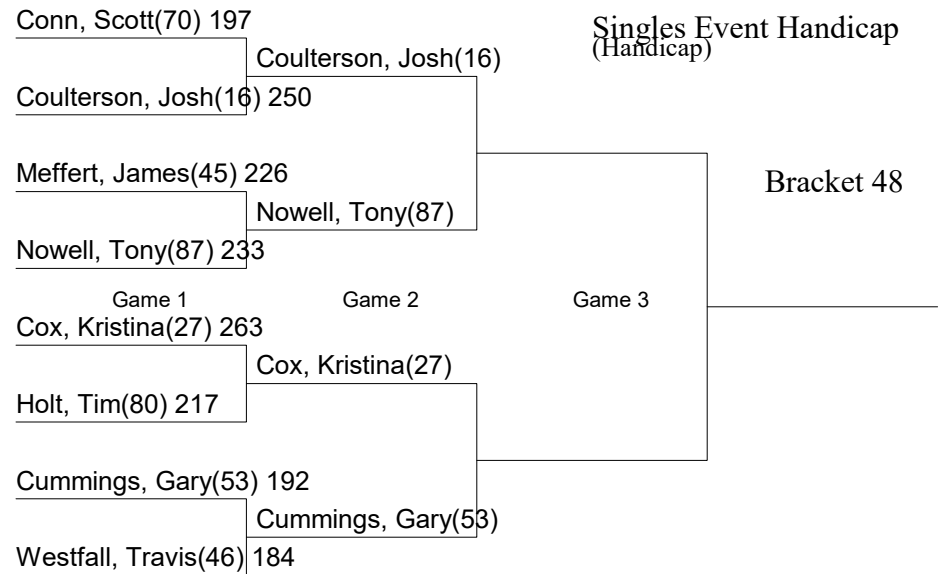 Conn, Scott(70) 197
Singles Event Handicap
(Handicap)
Coulterson, Josh(16)
Coulterson, Josh(16) 250
Meffert, James(45) 226
Bracket 48
Nowell, Tony(87)
Nowell, Tony(87) 233
Game 1
Game 2
Game 3
Cox, Kristina(27) 263
Cox, Kristina(27)
Holt, Tim(80) 217
Cummings, Gary(53) 192
Cummings, Gary(53)
Westfall, Travis(46) 184